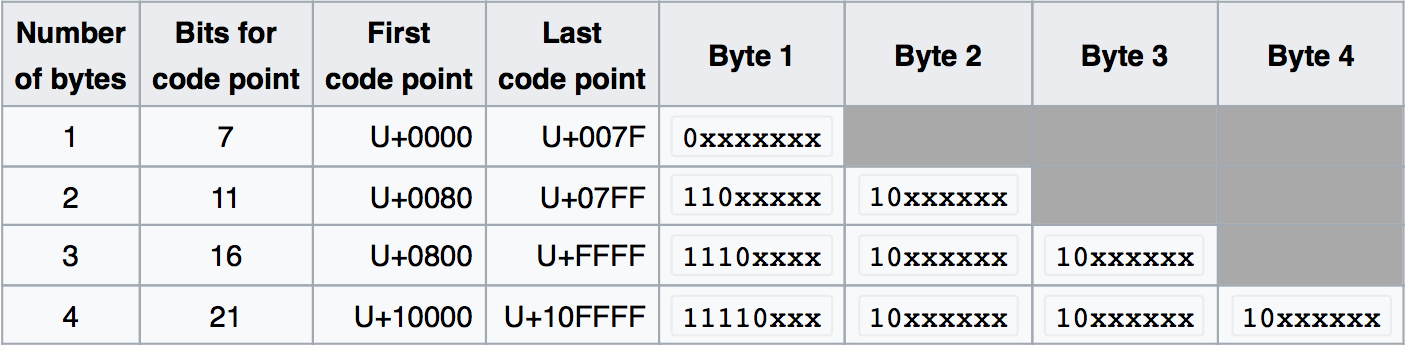 Number of bytes	Bits for code point	First code point	Last code point	Byte 1	Byte 2	Byte 3	Byte 4
1	7	U+0000	U+007F	0xxxxxxx
2	11	U+0080	U+07FF	110xxxxx	10xxxxxx
3	16	U+0800	U+FFFF	1110xxxx	10xxxxxx	10xxxxxx
4	21	U+10000	U+10FFFF	11110xxx	10xxxxxx	10xxxxxx	10xxxxxx